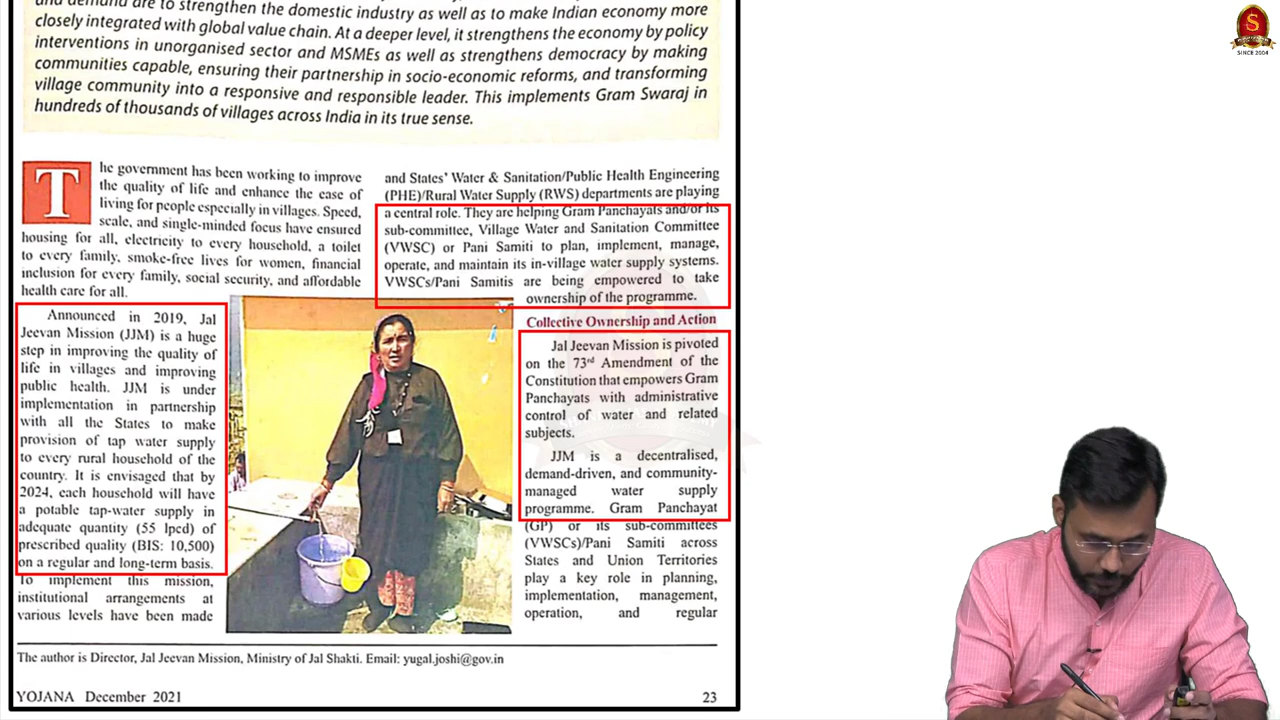 and demand are to strengthen the domestic industry as well as to make Indian economy more
closely integrated with global value chain. At a deeper level, it strengthens the economy by policy
interventions in unorganised sector and MSMEs as well as strengthens democracy by making
communities capable, ensuring their partnership in socio-economic reforms, and transforming
village community into a responsive and responsible leader. This implements Gram Swaraj in
hundreds of thousands of villages across India in its true sense.
The government has been working to improve
the quality of life and enhance the ease of
living for people especially in villages. Speed,
scale, and single-minded focus have ensured
housing for all, electricity to every household, a toilet
to every family, smoke-free lives for women, financial
inclusion for every family, social security, and affordable
health care for all.
Announced in 2019, Jal
Jeevan Mission (JJM) is a huge
step in improving the quality of
life in villages and improving
public health. JJM is under
implementation in partnership
with all the States to make
provision of tap water supply
to every rural household of the
country. It is envisaged that by
2024, each household will have
a potable tap-water supply in
adequate quantity (55 lpcd) of
prescribed quality (BIS: 10,500)
on a regular and long-term basis.
To implement this mission,
institutional arrangements at
various levels have been made
and States' Water & Sanitation/Public Health Engineering
(PHE)/Rural Water Supply (RWS) departments are playing
a central role. They are helping Gram Panchayats and/or its
sub-committee, Village Water and Sanitation Committee
(VWSC) or Pani Samiti to plan, implement, manage,
operate, and maintain its in-village water supply systems.
VWSCs/Pani Samitis are being empowered to take
ownership of the programme.
Collective Ownership and Action
Jal Jeevan Mission is pivoted
on the 73rd Amendment of the
Constitution that empowers Gram
Panchayats with administrative
control of water and related
subjects.
JJM is a decentralised,
demand-driven, and community-
managed water supply
programme. Gram Panchayat
(GP) or its sub-committees
(VWSCs)/Pani Samiti across
States and Union Territories
play a key role in planning,
implementation, management,
operation, and regular
The author is Director, Jal Jeevan Mission, Ministry of Jal Shakti. Email: yugal.joshi@gov.in
YOJANA December 2021
23
S
SINCE 2004